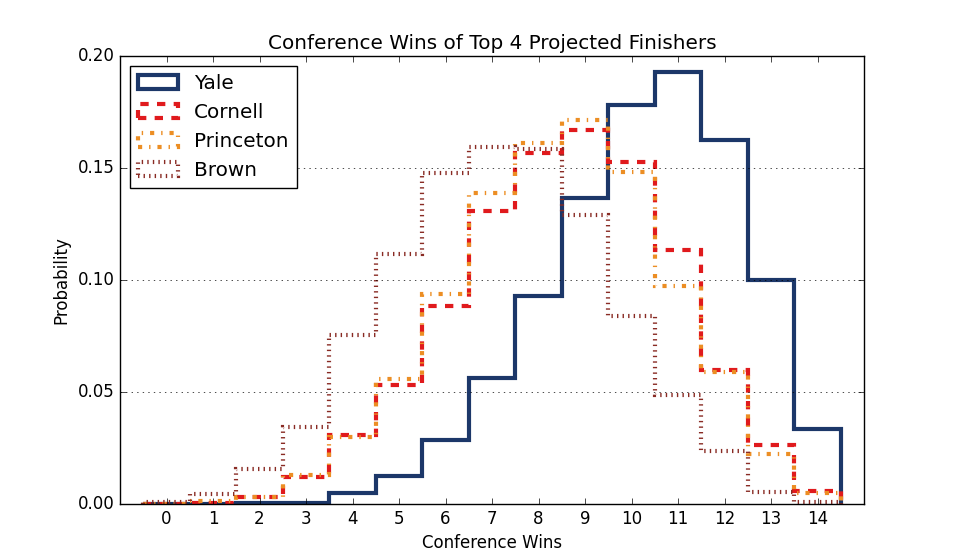 Conference Wins of Top 4 Projected Finishers
Yale
Cornell
Princeton
Brown
0.20
0.15
0.10
0.05
0.00
Probability
0 1 2 3 4 5 6 7 8 9 10 11 12 13 14
Conference Wins